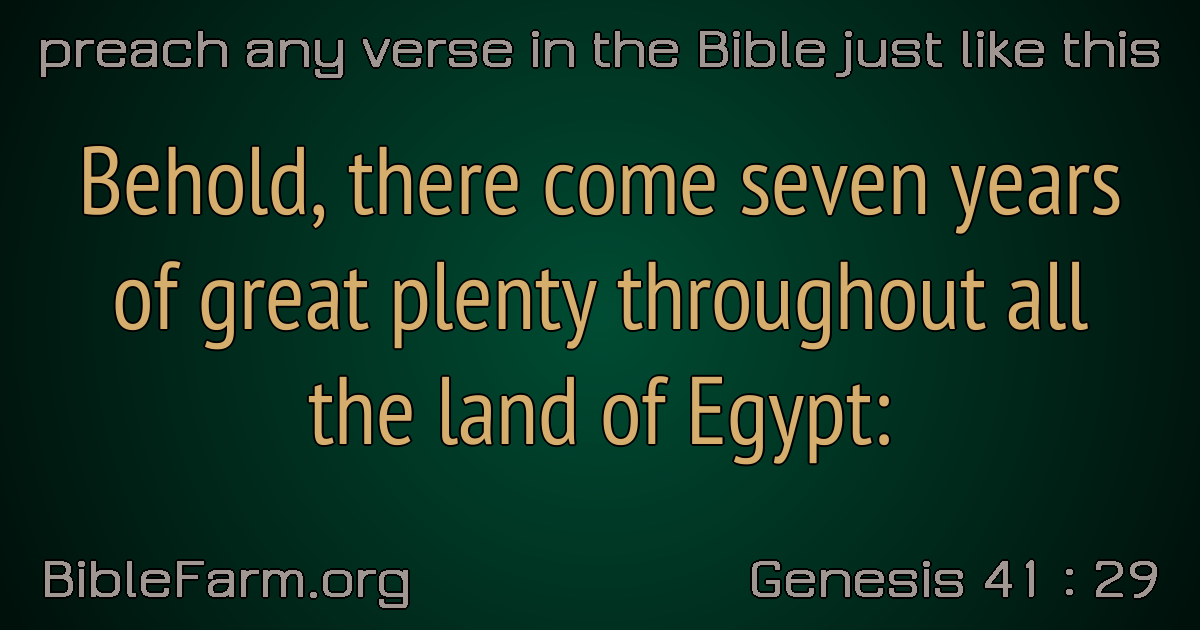 preach any verse in the Bible just like this
Behold, there come seven years
of great plenty throughout all
the land of Egypt:
BibleFarm.org
Genesis 41 : 29